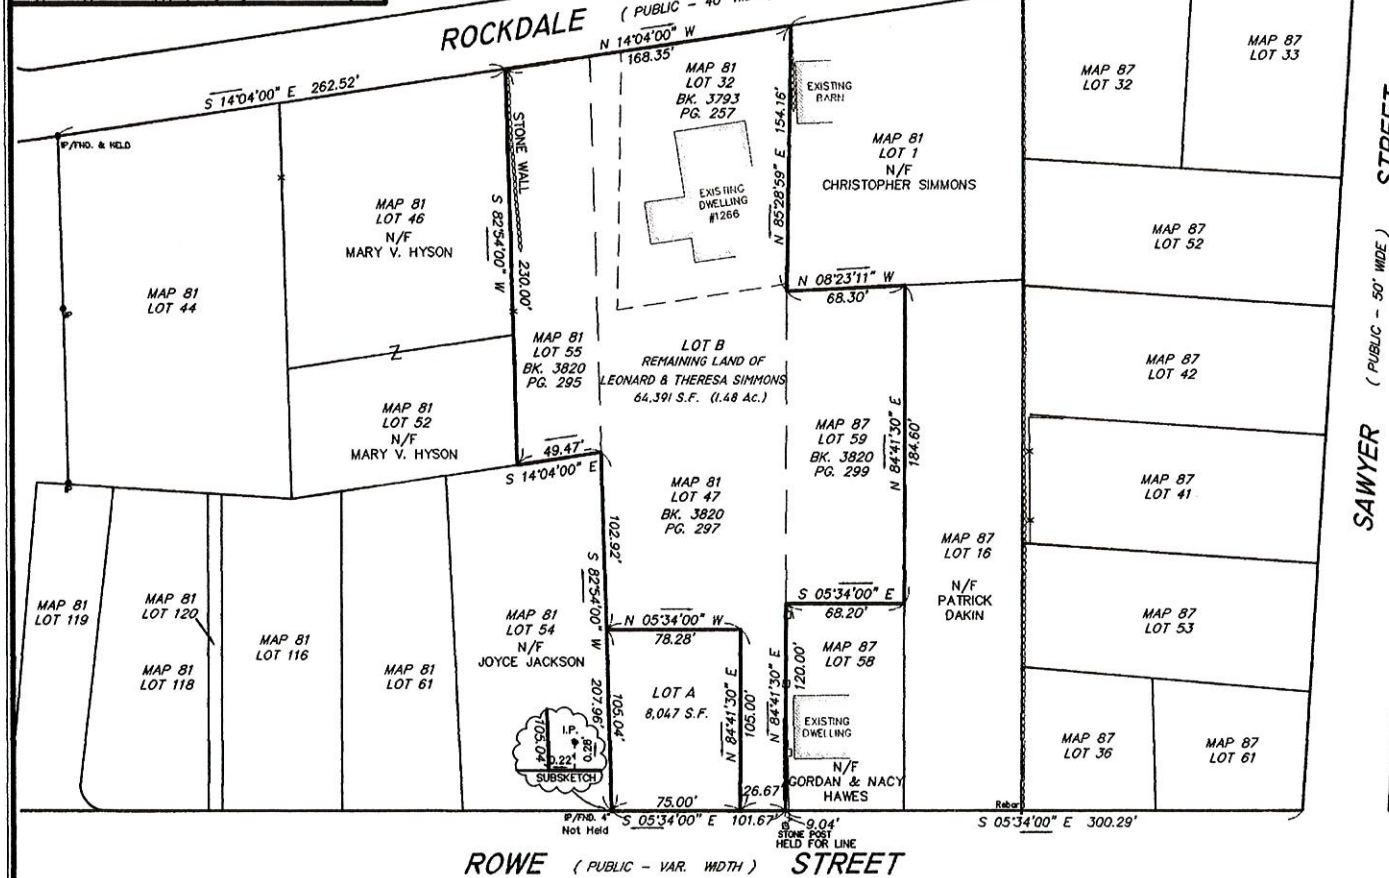 ROCKDALE
( PUBLIC - 40'
N 14°04'00" W
168.35'
S 14°04'00" E 262.52'
IP/FND. & HELD
MAP 81
LOT 32
BK. 3793
PG. 257
EXISTING
BARN
154.16'
N 85°28'59" E
MAP 81
LOT 1
N/F
CHRISTOPHER SIMMONS
MAP 87
LOT 32
MAP 87
LOT 33
STREET
STONE WALL
S 82°54'00" W
230.00'
MAP 81
LOT 46
N/F
MARY V. HYSON
EXISTING
DWELLING
#1266
MAP 87
LOT 52
MAP 81
LOT 44
N 08°23'11" W
68.30'
( PUBLIC - 50' WIDE )
MAP 81
LOT 55
BK. 3820
PG. 295
LOT B
REMAINING LAND OF
LEONARD & THERESA SIMMONS
64,391 S.F. (1.48 Ac.)
MAP 87
LOT 42
MAP 81
LOT 52
N/F
MARY V. HYSON
MAP 87
LOT 59
BK. 3820
PG. 299
N 84°41'30" E
184.60'
SAWYER
49.47'
S 14°04'00" E
MAP 81
LOT 47
BK. 3820
PG. 297
MAP 87
LOT 41
102.92'
S 82°54'00" W
207.96'
MAP 87
LOT 16
N/F
PATRICK
DAKIN
MAP 81
LOT 119
MAP 81
LOT 120
MAP 81
LOT 118
MAP 81
LOT 116
MAP 81
LOT 61
MAP 81
LOT 54
N/F
JOYCE JACKSON
S 05°34'00" E
68.20'
N 05°34'00" W
78.28'
MAP 87
LOT 58
MAP 87
LOT 53
LOT A
8,047 S.F.
105.04'
N 84°41'30" E
105.00'
N 84°41'30" E
120.00'
EXISTING
DWELLING
N/F
GORDAN & NACY
HAWES
MAP 87
LOT 36
MAP 87
LOT 61
105.04'
I.P.
0.28'
0.22'
SUBSKETCH
75.00'
26.67'
IP/FND. 4"
Not Held
S 05°34'00" E 101.67'
9.04'
STONE POST
HELD FOR LINE
Rebar
S 05°34'00" E 300.29'
ROWE ( PUBLIC - VAR. WIDTH ) STREET